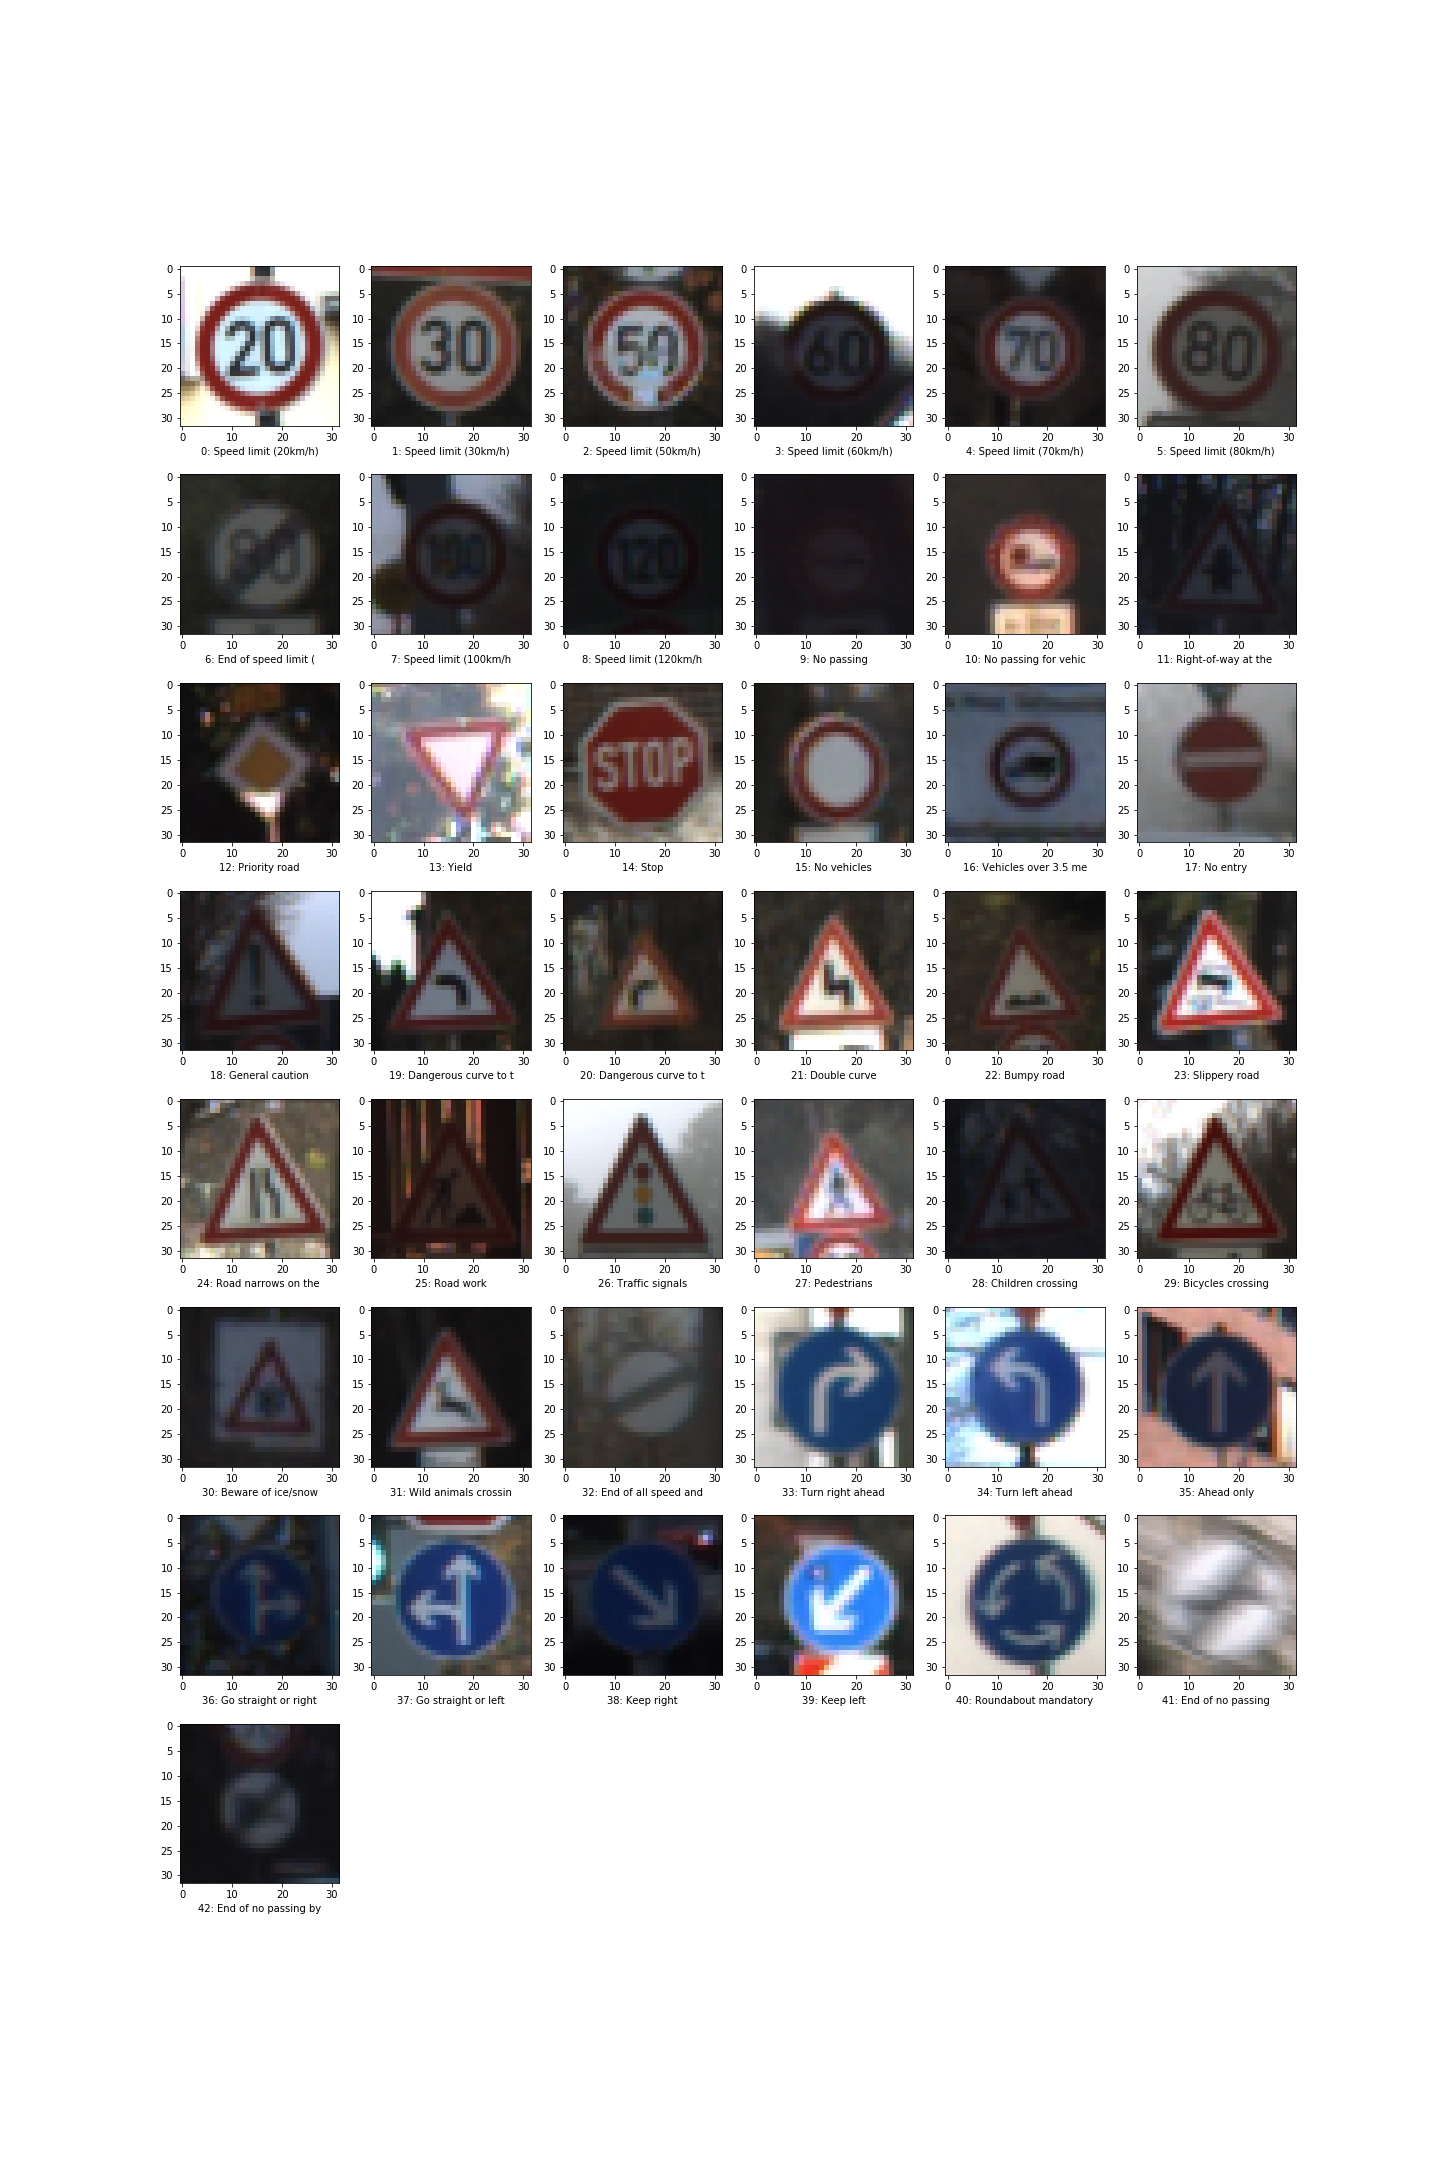 20
30
50
60
70
80
0: Speed limit (20km/h)
1: Speed limit (30km/h)
2: Speed limit (50km/h)
3: Speed limit (60km/h)
4: Speed limit (70km/h)
5: Speed limit (80km/h)
80
100
120
6: End of speed limit (
7: Speed limit (100km/h
8: Speed limit (120km/h
9: No passing
10: No passing for vehic
11: Right-of-way at the
STOP
12: Priority road
13: Yield
14: Stop
15: No vehicles
16: Vehicles over 3.5 me
17: No entry
18: General caution
19: Dangerous curve to t
20: Dangerous curve to t
21: Double curve
22: Bumpy road
23: Slippery road
24: Road narrows on the
25: Road work
26: Traffic signals
27: Pedestrians
28: Children crossing
29: Bicycles crossing
30: Beware of ice/snow
31: Wild animals crossin
32: End of all speed and
33: Turn right ahead
34: Turn left ahead
35: Ahead only
36: Go straight or right
37: Go straight or left
38: Keep right
39: Keep left
40: Roundabout mandatory
41: End of no passing
42: End of no passing by